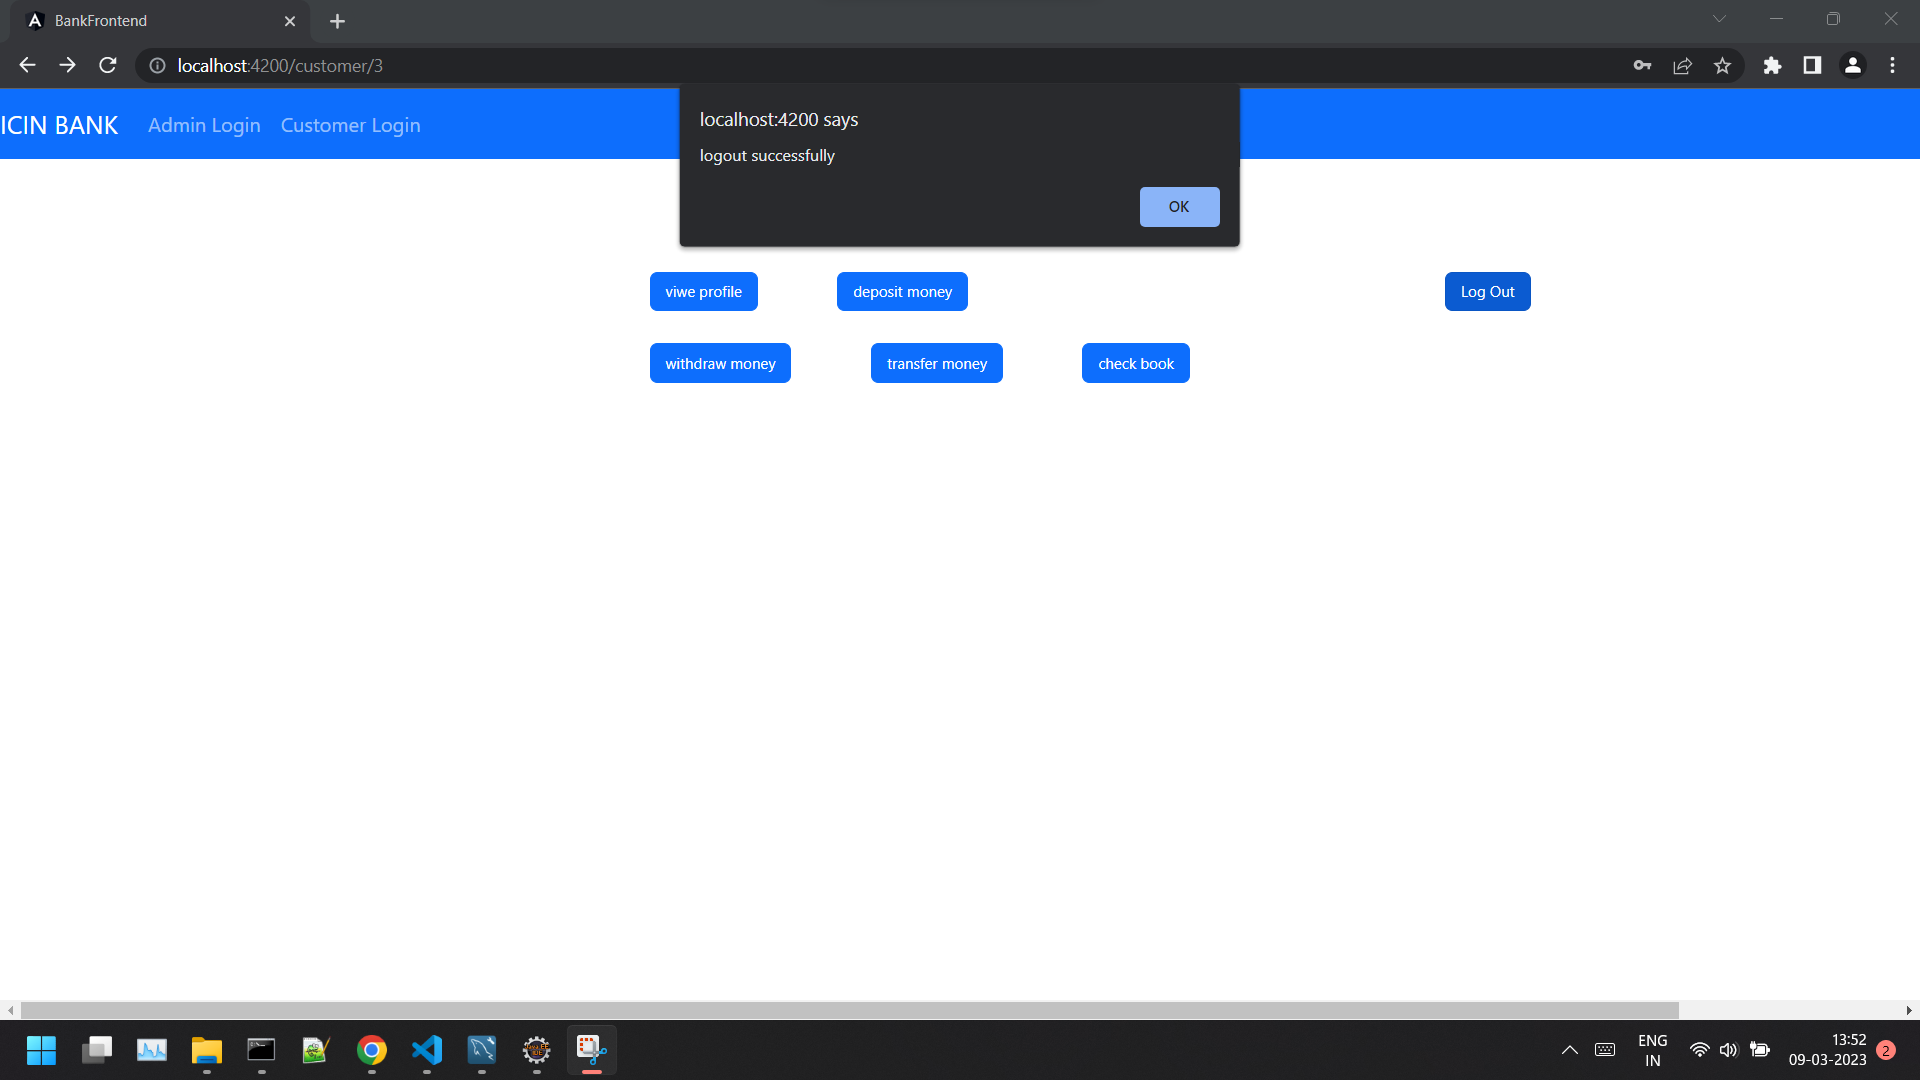 BankFrontend
localhost:4200/customer/3
ICIN BANK Admin Login Customer Login
localhost:4200 says
logout successfully
OK
viwe profile deposit money Log Out
withdraw money transfer money check book
ENG
IN
13:52
09-03-2023
2